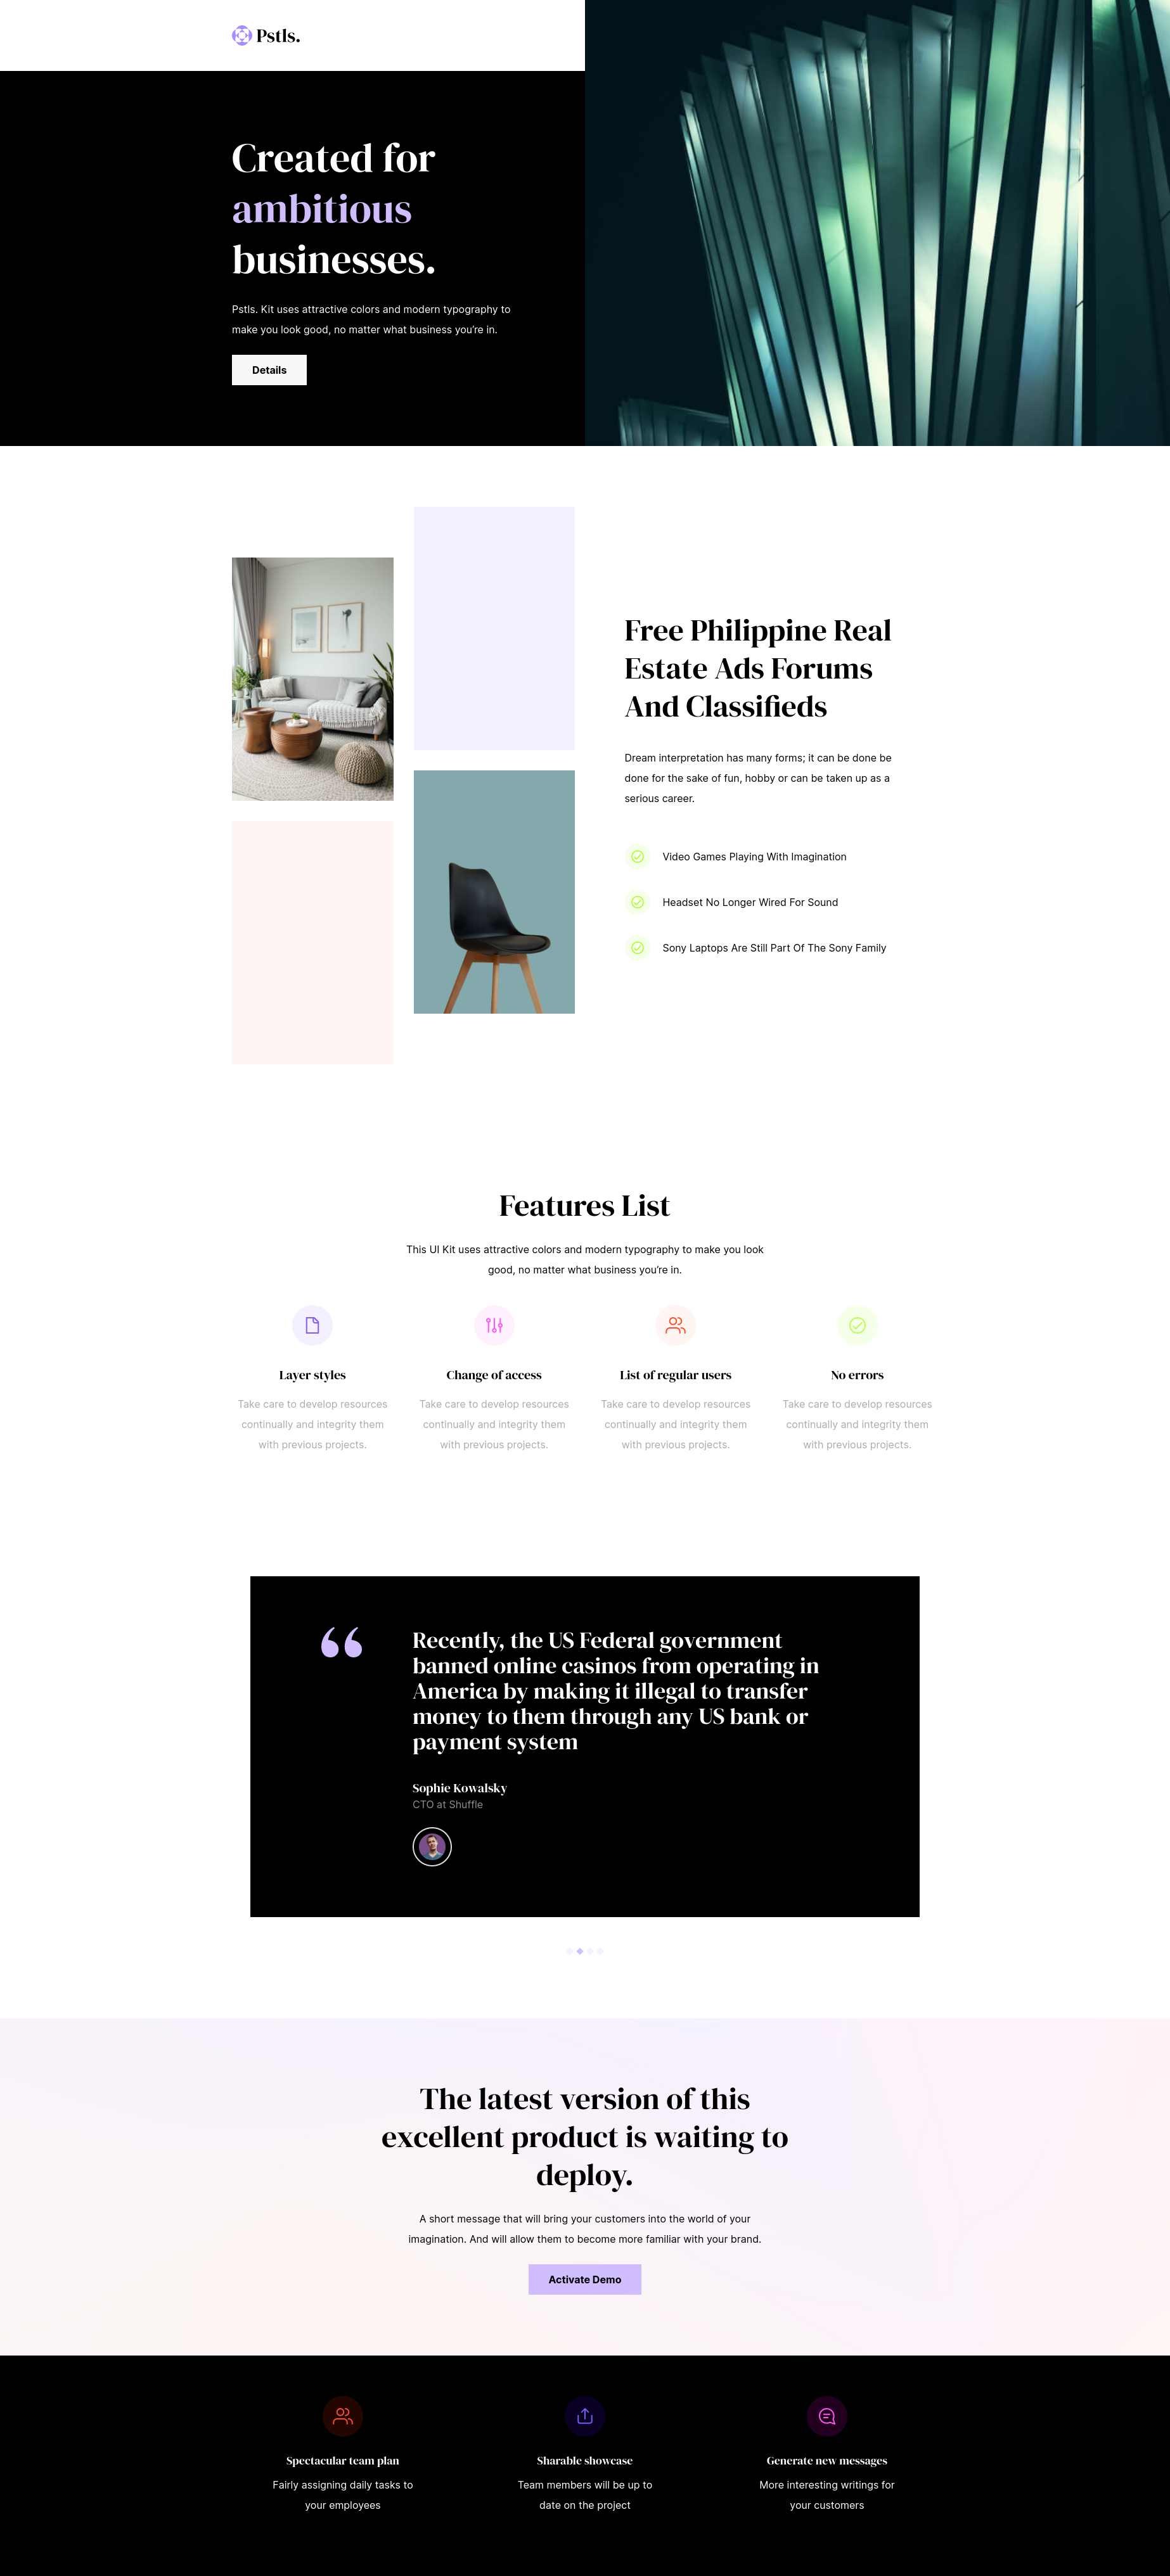 Pstls.
Created for
ambitious
businesses.
Pstls. Kit uses attractive colors and modern typography to
make you look good, no matter what business you're in.
Details
Free Philippine Real
Estate Ads Forums
And Classifieds
Dream interpretation has many forms; it can be done be
done for the sake of fun, hobby or can be taken up as a
serious career.
Video Games Playing With Imagination
Headset No Longer Wired For Sound
Sony Laptops Are Still Part Of The Sony Family
Features List
This UI Kit uses attractive colors and modern typography to make you look
good, no matter what business you're in.
Layer styles
Take care to develop resources
continually and integrity them
with previous projects.
Change of access
Take care to develop resources
continually and integrity them
with previous projects.
List of regular users
Take care to develop resources
continually and integrity them
with previous projects.
No errors
Take care to develop resources
continually and integrity them
with previous projects.
“
Recently, the US Federal government
banned online casinos from operating in
America by making it illegal to transfer
money to them through any US bank or
payment system
Sophie Kowalsky
CTO at Shuffle
The latest version of this
excellent product is waiting to
deploy.
A short message that will bring your customers into the world of your
imagination. And will allow them to become more familiar with your brand.
Activate Demo
Spectacular team plan
Fairly assigning daily tasks to
your employees
Sharable showcase
Team members will be up to
date on the project
Generate new messages
More interesting writings for
your customers